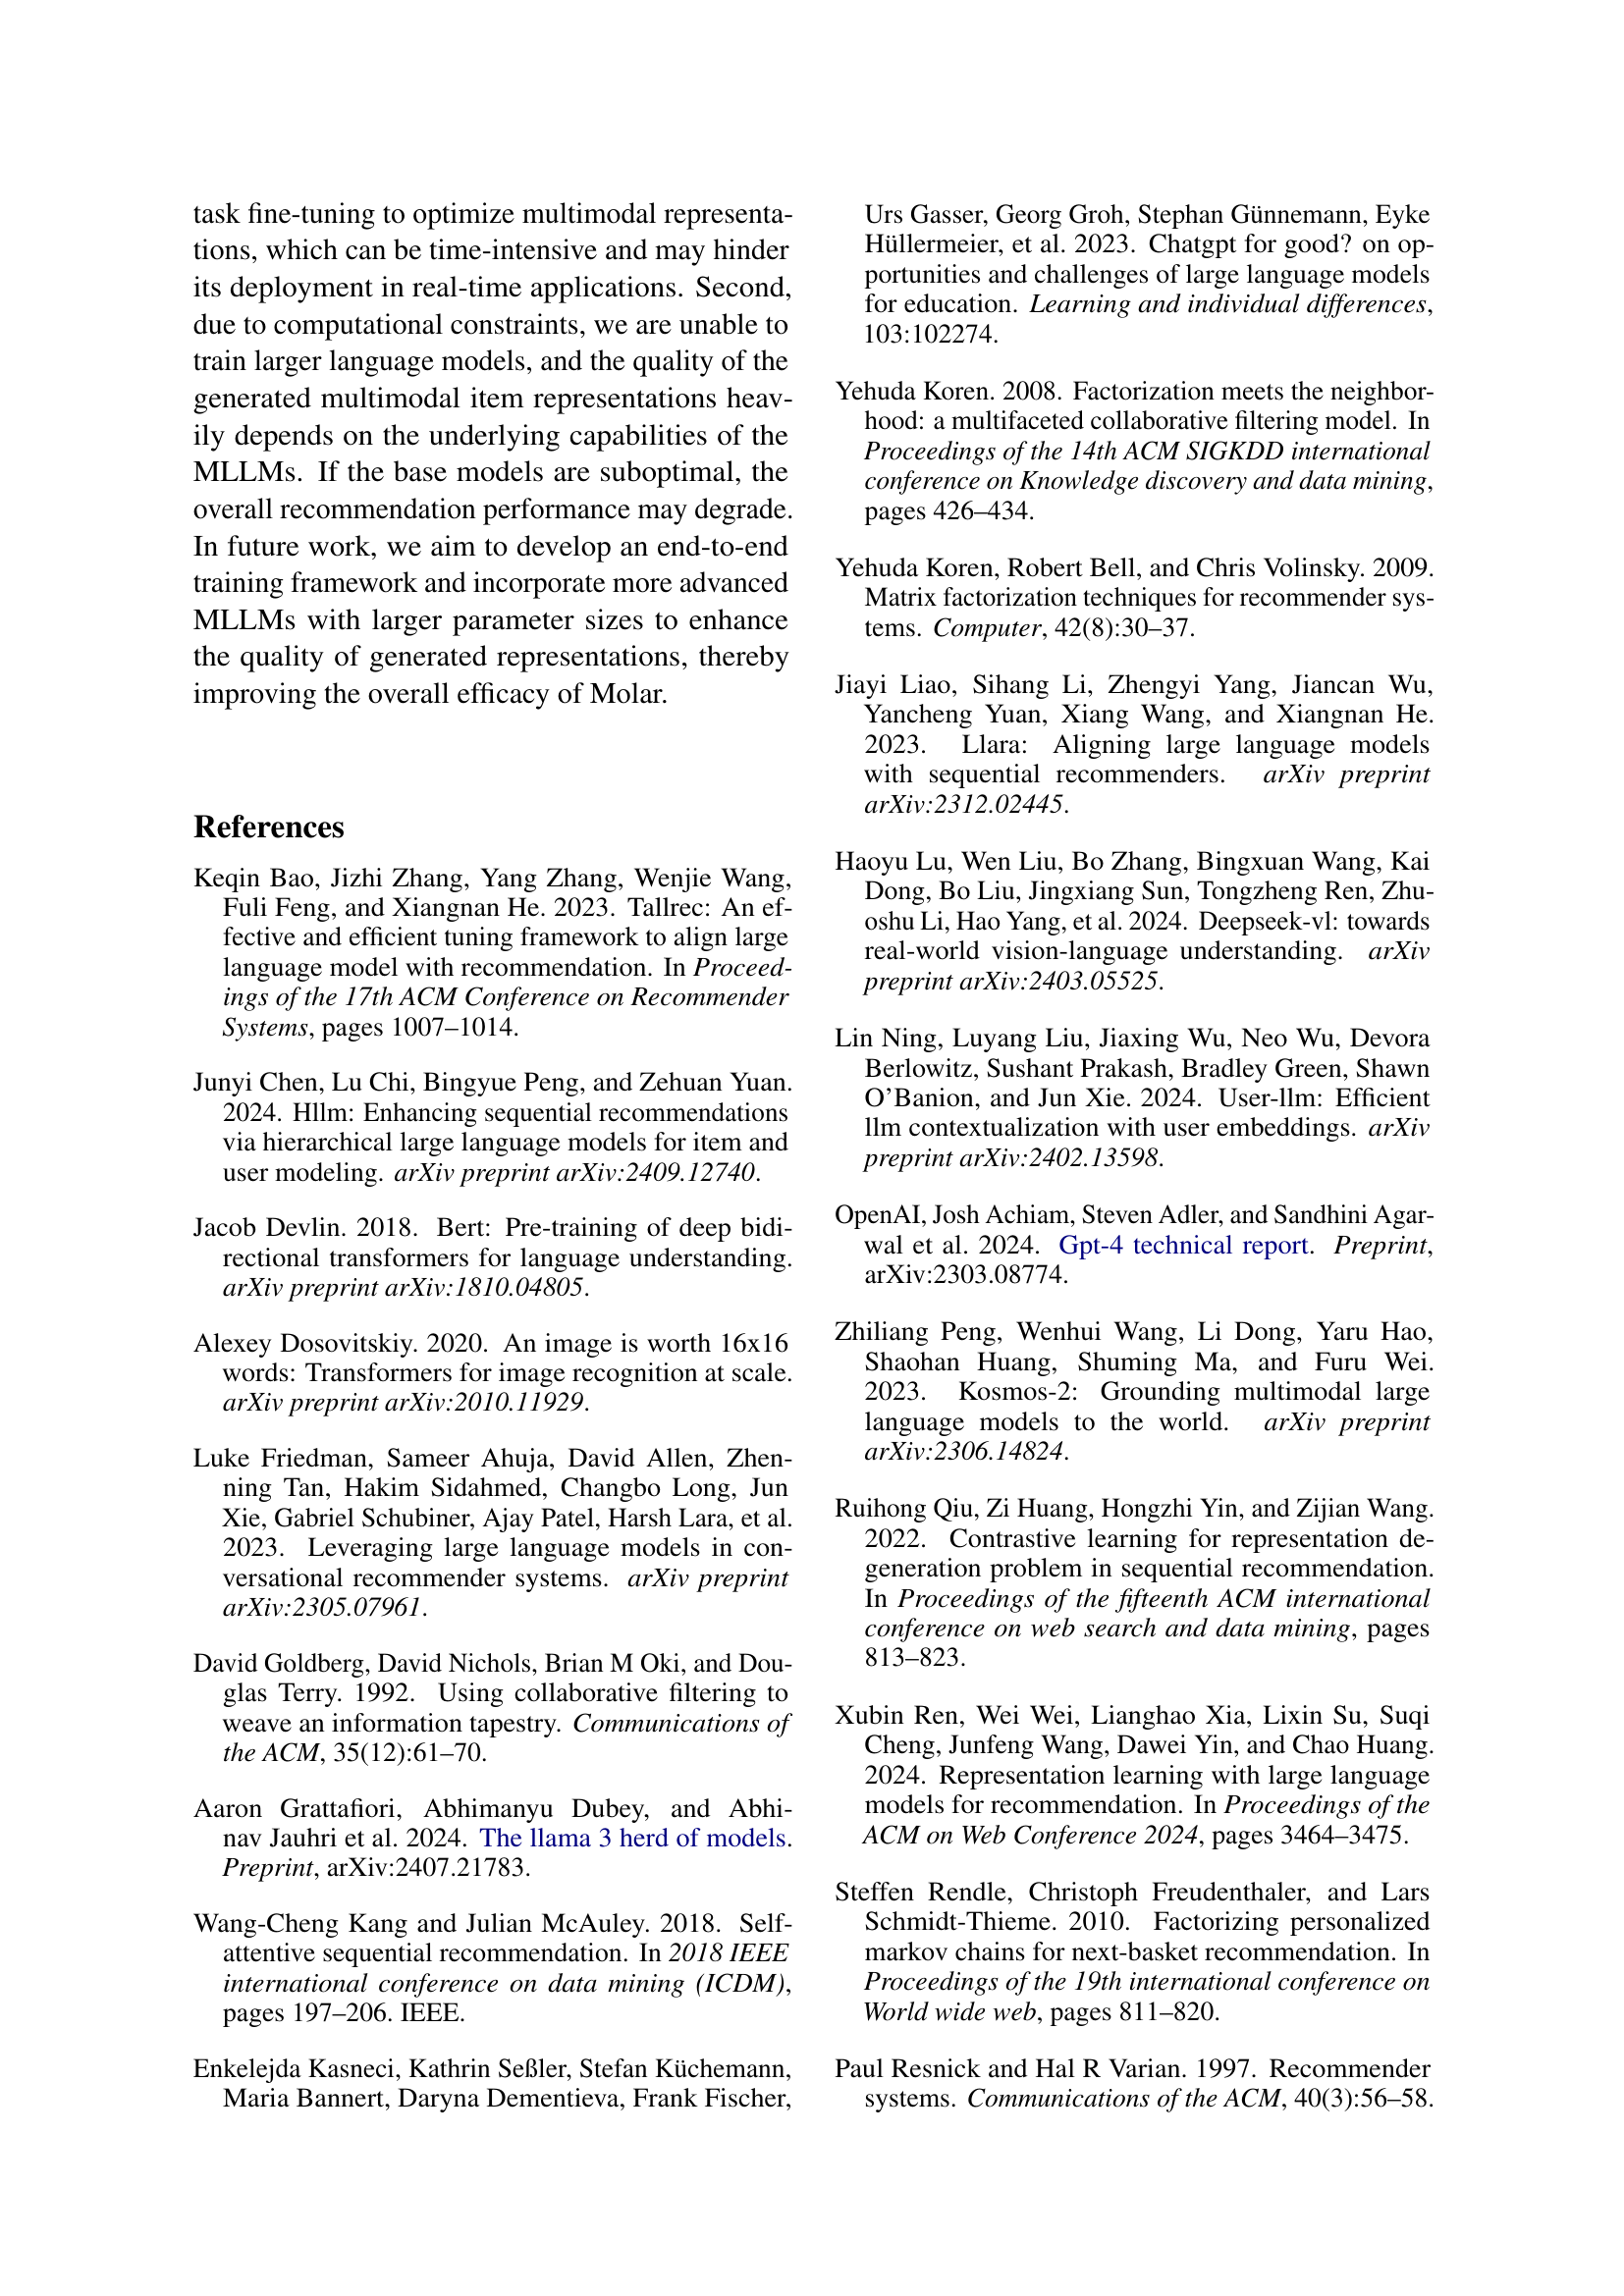 task fine-tuning to optimize multimodal representa-
tions, which can be time-intensive and may hinder
its deployment in real-time applications. Second,
due to computational constraints, we are unable to
train larger language models, and the quality of the
generated multimodal item representations heav-
ily depends on the underlying capabilities of the
MLLMs. If the base models are suboptimal, the
overall recommendation performance may degrade.
In future work, we aim to develop an end-to-end
training framework and incorporate more advanced
MLLMs with larger parameter sizes to enhance
the quality of generated representations, thereby
improving the overall efficacy of Molar.
References
Keqin Bao, Jizhi Zhang, Yang Zhang, Wenjie Wang,
Fuli Feng, and Xiangnan He. 2023. Tallrec: An ef-
fective and efficient tuning framework to align large
language model with recommendation. In Proceed-
ings of the 17th ACM Conference on Recommender
Systems, pages 1007–1014.
Junyi Chen, Lu Chi, Bingyue Peng, and Zehuan Yuan.
2024. Hllm: Enhancing sequential recommendations
via hierarchical large language models for item and
user modeling. arXiv preprint arXiv:2409.12740.
Jacob Devlin. 2018. Bert: Pre-training of deep bidi-
rectional transformers for language understanding.
arXiv preprint arXiv:1810.04805.
Alexey Dosovitskiy. 2020. An image is worth 16x16
words: Transformers for image recognition at scale.
arXiv preprint arXiv:2010.11929.
Luke Friedman, Sameer Ahuja, David Allen, Zhen-
ning Tan, Hakim Sidahmed, Changbo Long, Jun
Xie, Gabriel Schubiner, Ajay Patel, Harsh Lara, et al.
2023. Leveraging large language models in con-
versational recommender systems. arXiv preprint
arXiv:2305.07961.
David Goldberg, David Nichols, Brian M Oki, and Dou-
glas Terry. 1992. Using collaborative filtering to
weave an information tapestry. Communications of
the ACM, 35(12):61–70.
Aaron Grattafiori, Abhimanyu Dubey, and Abhi-
nav Jauhri et al. 2024. The llama 3 herd of models.
Preprint, arXiv:2407.21783.
Wang-Cheng Kang and Julian McAuley. 2018. Self-
attentive sequential recommendation. In 2018 IEEE
international conference on data mining (ICDM),
pages 197–206. IEEE.
Enkelejda Kasneci, Kathrin Seßler, Stefan Küchemann,
Maria Bannert, Daryna Dementieva, Frank Fischer,
Urs Gasser, Georg Groh, Stephan Günnemann, Eyke
Hüllermeier, et al. 2023. Chatgpt for good? on op-
portunities and challenges of large language models
for education. Learning and individual differences,
103:102274.
Yehuda Koren. 2008. Factorization meets the neighbor-
hood: a multifaceted collaborative filtering model. In
Proceedings of the 14th ACM SIGKDD international
conference on Knowledge discovery and data mining,
pages 426–434.
Yehuda Koren, Robert Bell, and Chris Volinsky. 2009.
Matrix factorization techniques for recommender sys-
tems. Computer, 42(8):30–37.
Jiayi Liao, Sihang Li, Zhengyi Yang, Jiancan Wu,
Yancheng Yuan, Xiang Wang, and Xiangnan He.
2023. Llara: Aligning large language models
with sequential recommenders. arXiv preprint
arXiv:2312.02445.
Haoyu Lu, Wen Liu, Bo Zhang, Bingxuan Wang, Kai
Dong, Bo Liu, Jingxiang Sun, Tongzheng Ren, Zhu-
oshu Li, Hao Yang, et al. 2024. Deepseek-vl: towards
real-world vision-language understanding. arXiv
preprint arXiv:2403.05525.
Lin Ning, Luyang Liu, Jiaxing Wu, Neo Wu, Devora
Berlowitz, Sushant Prakash, Bradley Green, Shawn
O’Banion, and Jun Xie. 2024. User-llm: Efficient
llm contextualization with user embeddings. arXiv
preprint arXiv:2402.13598.
OpenAI, Josh Achiam, Steven Adler, and Sandhini Agar-
wal et al. 2024. Gpt-4 technical report. Preprint,
arXiv:2303.08774.
Zhiliang Peng, Wenhui Wang, Li Dong, Yaru Hao,
Shaohan Huang, Shuming Ma, and Furu Wei.
2023. Kosmos-2: Grounding multimodal large
language models to the world. arXiv preprint
arXiv:2306.14824.
Ruihong Qiu, Zi Huang, Hongzhi Yin, and Zijian Wang.
2022. Contrastive learning for representation de-
generation problem in sequential recommendation.
In Proceedings of the fifteenth ACM international
conference on web search and data mining, pages
813–823.
Xubin Ren, Wei Wei, Lianghao Xia, Lixin Su, Suqi
Cheng, Junfeng Wang, Dawei Yin, and Chao Huang.
2024. Representation learning with large language
models for recommendation. In Proceedings of the
ACM on Web Conference 2024, pages 3464–3475.
Steffen Rendle, Christoph Freudenthaler, and Lars
Schmidt-Thieme. 2010. Factorizing personalized
markov chains for next-basket recommendation. In
Proceedings of the 19th international conference on
World wide web, pages 811–820.
Paul Resnick and Hal R Varian. 1997. Recommender
systems. Communications of the ACM, 40(3):56–58.